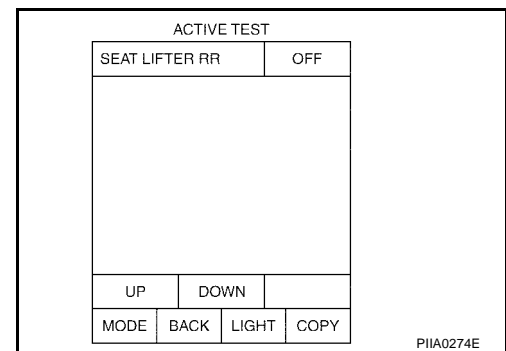 ACTIVE TEST
SEAT LIFTER RR OFF
UP DOWN
MODE BACK LIGHT COPY
PIIA0274E